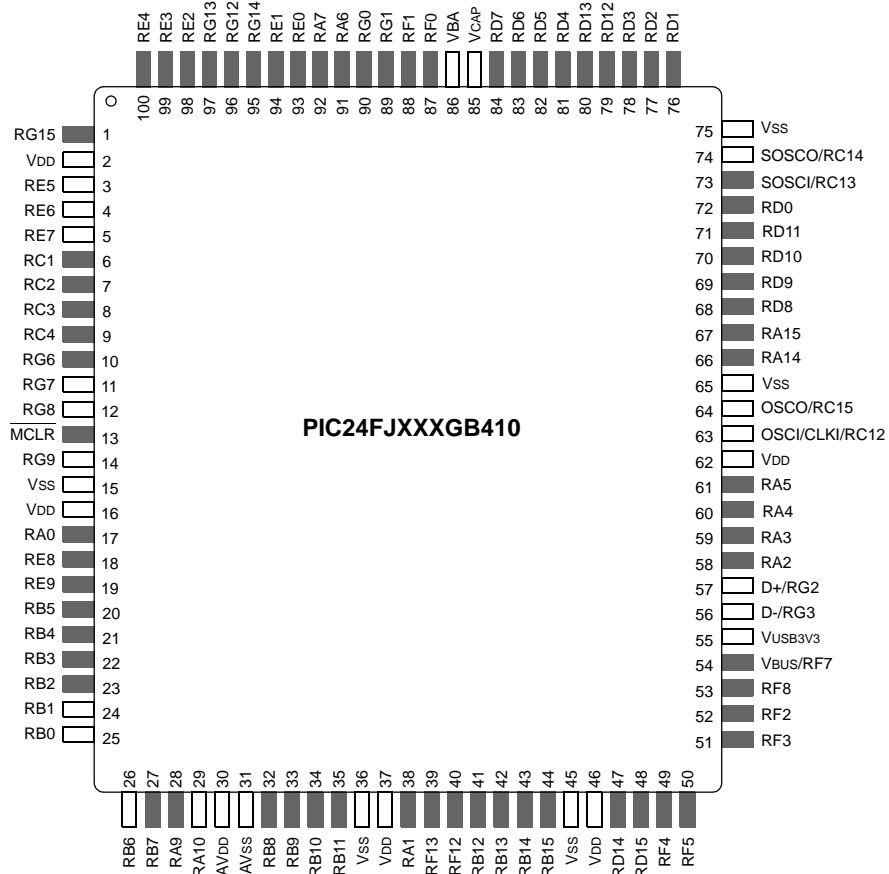 RE4 RE3 RE2 RG13 RG12 RG14 RE1 RE0 RA7 RA6 RG0 RG1 RF1 RF0 VBA VCAP RD7 RD6 RD5 RD4 RD13 RD12 RD3 RD2 RD1
100 99 98 97 96 95 94 93 92 91 90 89 88 87 86 85 84 83 82 81 80 79 78 77 76
RG15 1
VDD 2
RE5 3
RE6 4
RE7 5
RC1 6
RC2 7
RC3 8
RC4 9
RG6 10
RG7 11
RG8 12
MCLR 13
RG9 14
VSS 15
VDD 16
RA0 17
RE8 18
RE9 19
RB5 20
RB4 21
RB3 22
RB2 23
RB1 24
RB0 25
PIC24FJXXXGB410
75 VSS
74 SOSCO/RC14
73 SOSCI/RC13
72 RD0
71 RD11
70 RD10
69 RD9
68 RD8
67 RA15
66 RA14
65 VSS
64 OSCO/RC15
63 OSCI/CLKI/RC12
62 VDD
61 RA5
60 RA4
59 RA3
58 RA2
57 D+/RG2
56 D-/RG3
55 VUSB3V3
54 VBUS/RF7
53 RF8
52 RF2
51 RF3
26 27 28 29 30 31 32 33 34 35 36 37 38 39 40 41 42 43 44 45 46 47 48 49 50
RB6 RB7 RA9 RA10 AVDD AVSS RB8 RB9 RB10 RB11 VSS VDD RA1 RF13 RF12 RB12 RB13 RB14 RB15 VSS VDD RD14 RD15 RF4 RF5